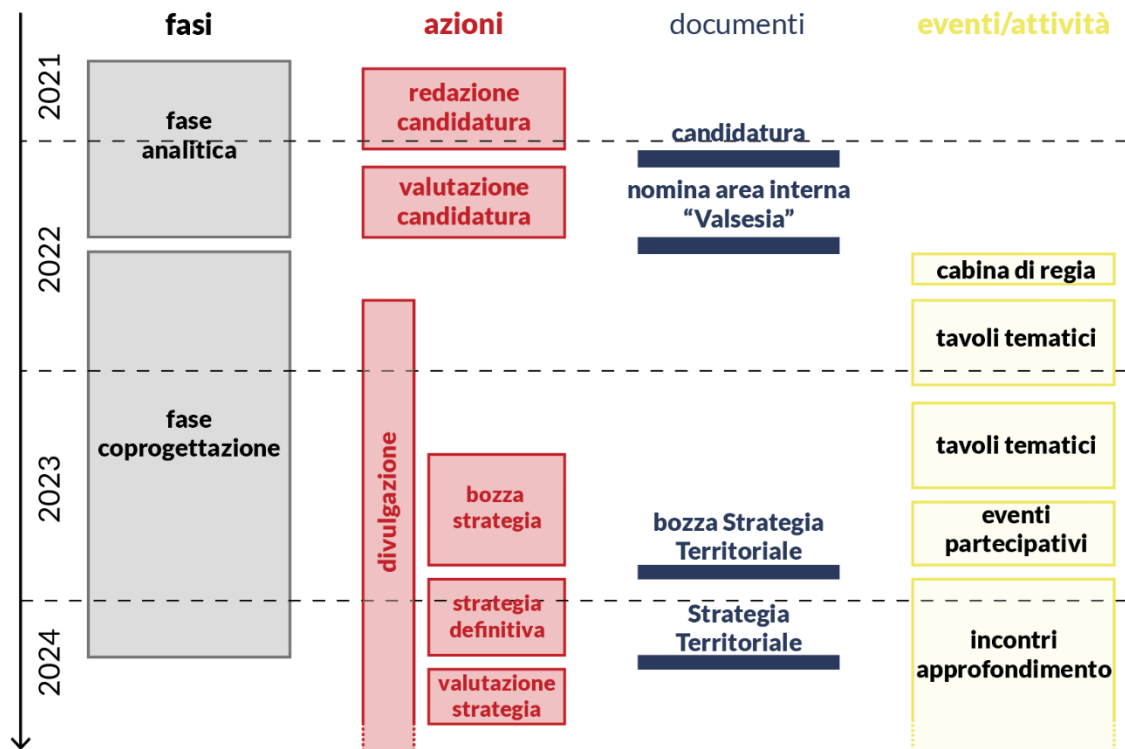 fasi
azioni
documenti
eventi/attività
2021
2022
2023
2024
fase
analitica
fase
coprogettazione
redazione
candidatura
valutazione
candidatura
divulgazione
bozza
strategia
strategia
definitiva
valutazione
strategia
candidatura
nomina area interna
“Valsesia”
bozza Strategia
Territoriale
Strategia
Territoriale
cabina di regia
tavoli tematici
tavoli tematici
eventi
partecipativi
incontri
approfondimento